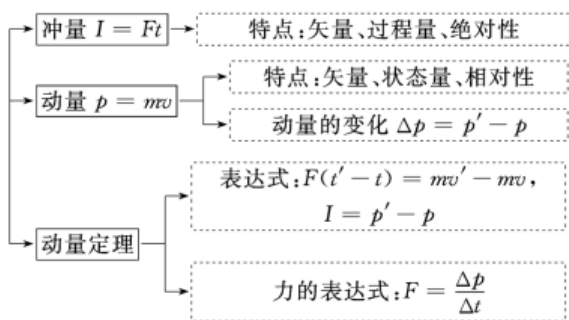 冲量 I = Ft
特点:矢量、过程量、绝对性
动量 p = mv
特点:矢量、状态量、相对性
动量的变化 Δp = p′ − p
动量定理
表达式:F(t′ − t) = mv′ − mv,
I = p′ − p
力的表达式:F = Δp/Δt